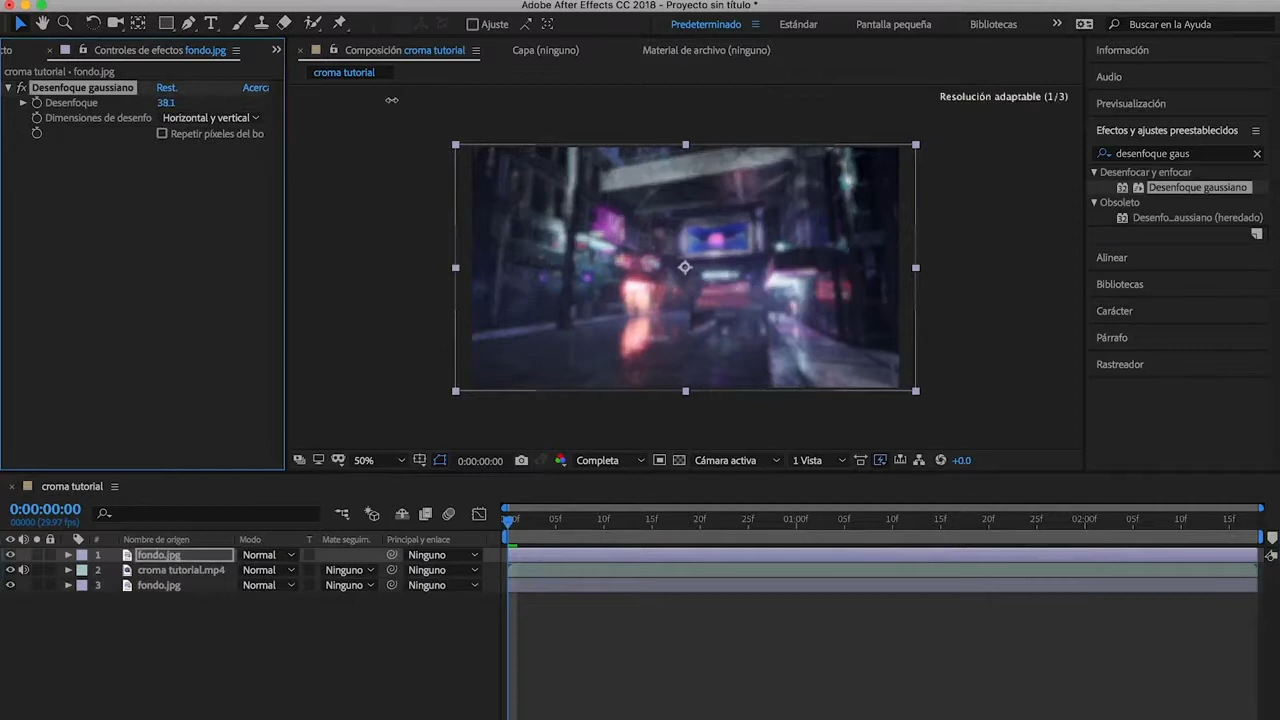 Adobe After Effects CC 2018 - Proyecto sin título *
Ajuste
Predeterminado
Estándar
Pantalla pequeña
Bibliotecas
Buscar en la Ayuda
cto
Controles de efectos fondo.jpg
Composición croma tutorial
Capa (ninguno)
Material de archivo (ninguno)
croma tutorial • fondo.jpg
croma tutorial
fx Desenfoque gaussiano Rest. Acerca
Desenfoque 38.1
Dimensiones de desenfo Horizontal y vertical
Repetir píxeles del bo
Resolución adaptable (1/3)
Información
Audio
Previsualización
Efectos y ajustes preestablecidos
desenfoque gaus
Desenfocar y enfocar
Desenfoque gaussiano
Obsoleto
Desenfo...aussiano (heredado)
Alinear
Bibliotecas
Carácter
Párrafo
Rastreador
50% 0:00:00:00 Completa Cámara activa 1 Vista +0.0
croma tutorial
0:00:00:00
00000 (29.97 fps)
05f 10f 15f 20f 25f 02:00f 05f 10f 15f
# Nombre de origen Modo T Mate seguim. Principal y enlace
1 fondo.jpg Normal Ninguno
2 croma tutorial.mp4 Normal Ninguno Ninguno
3 fondo.jpg Normal Ninguno Ninguno